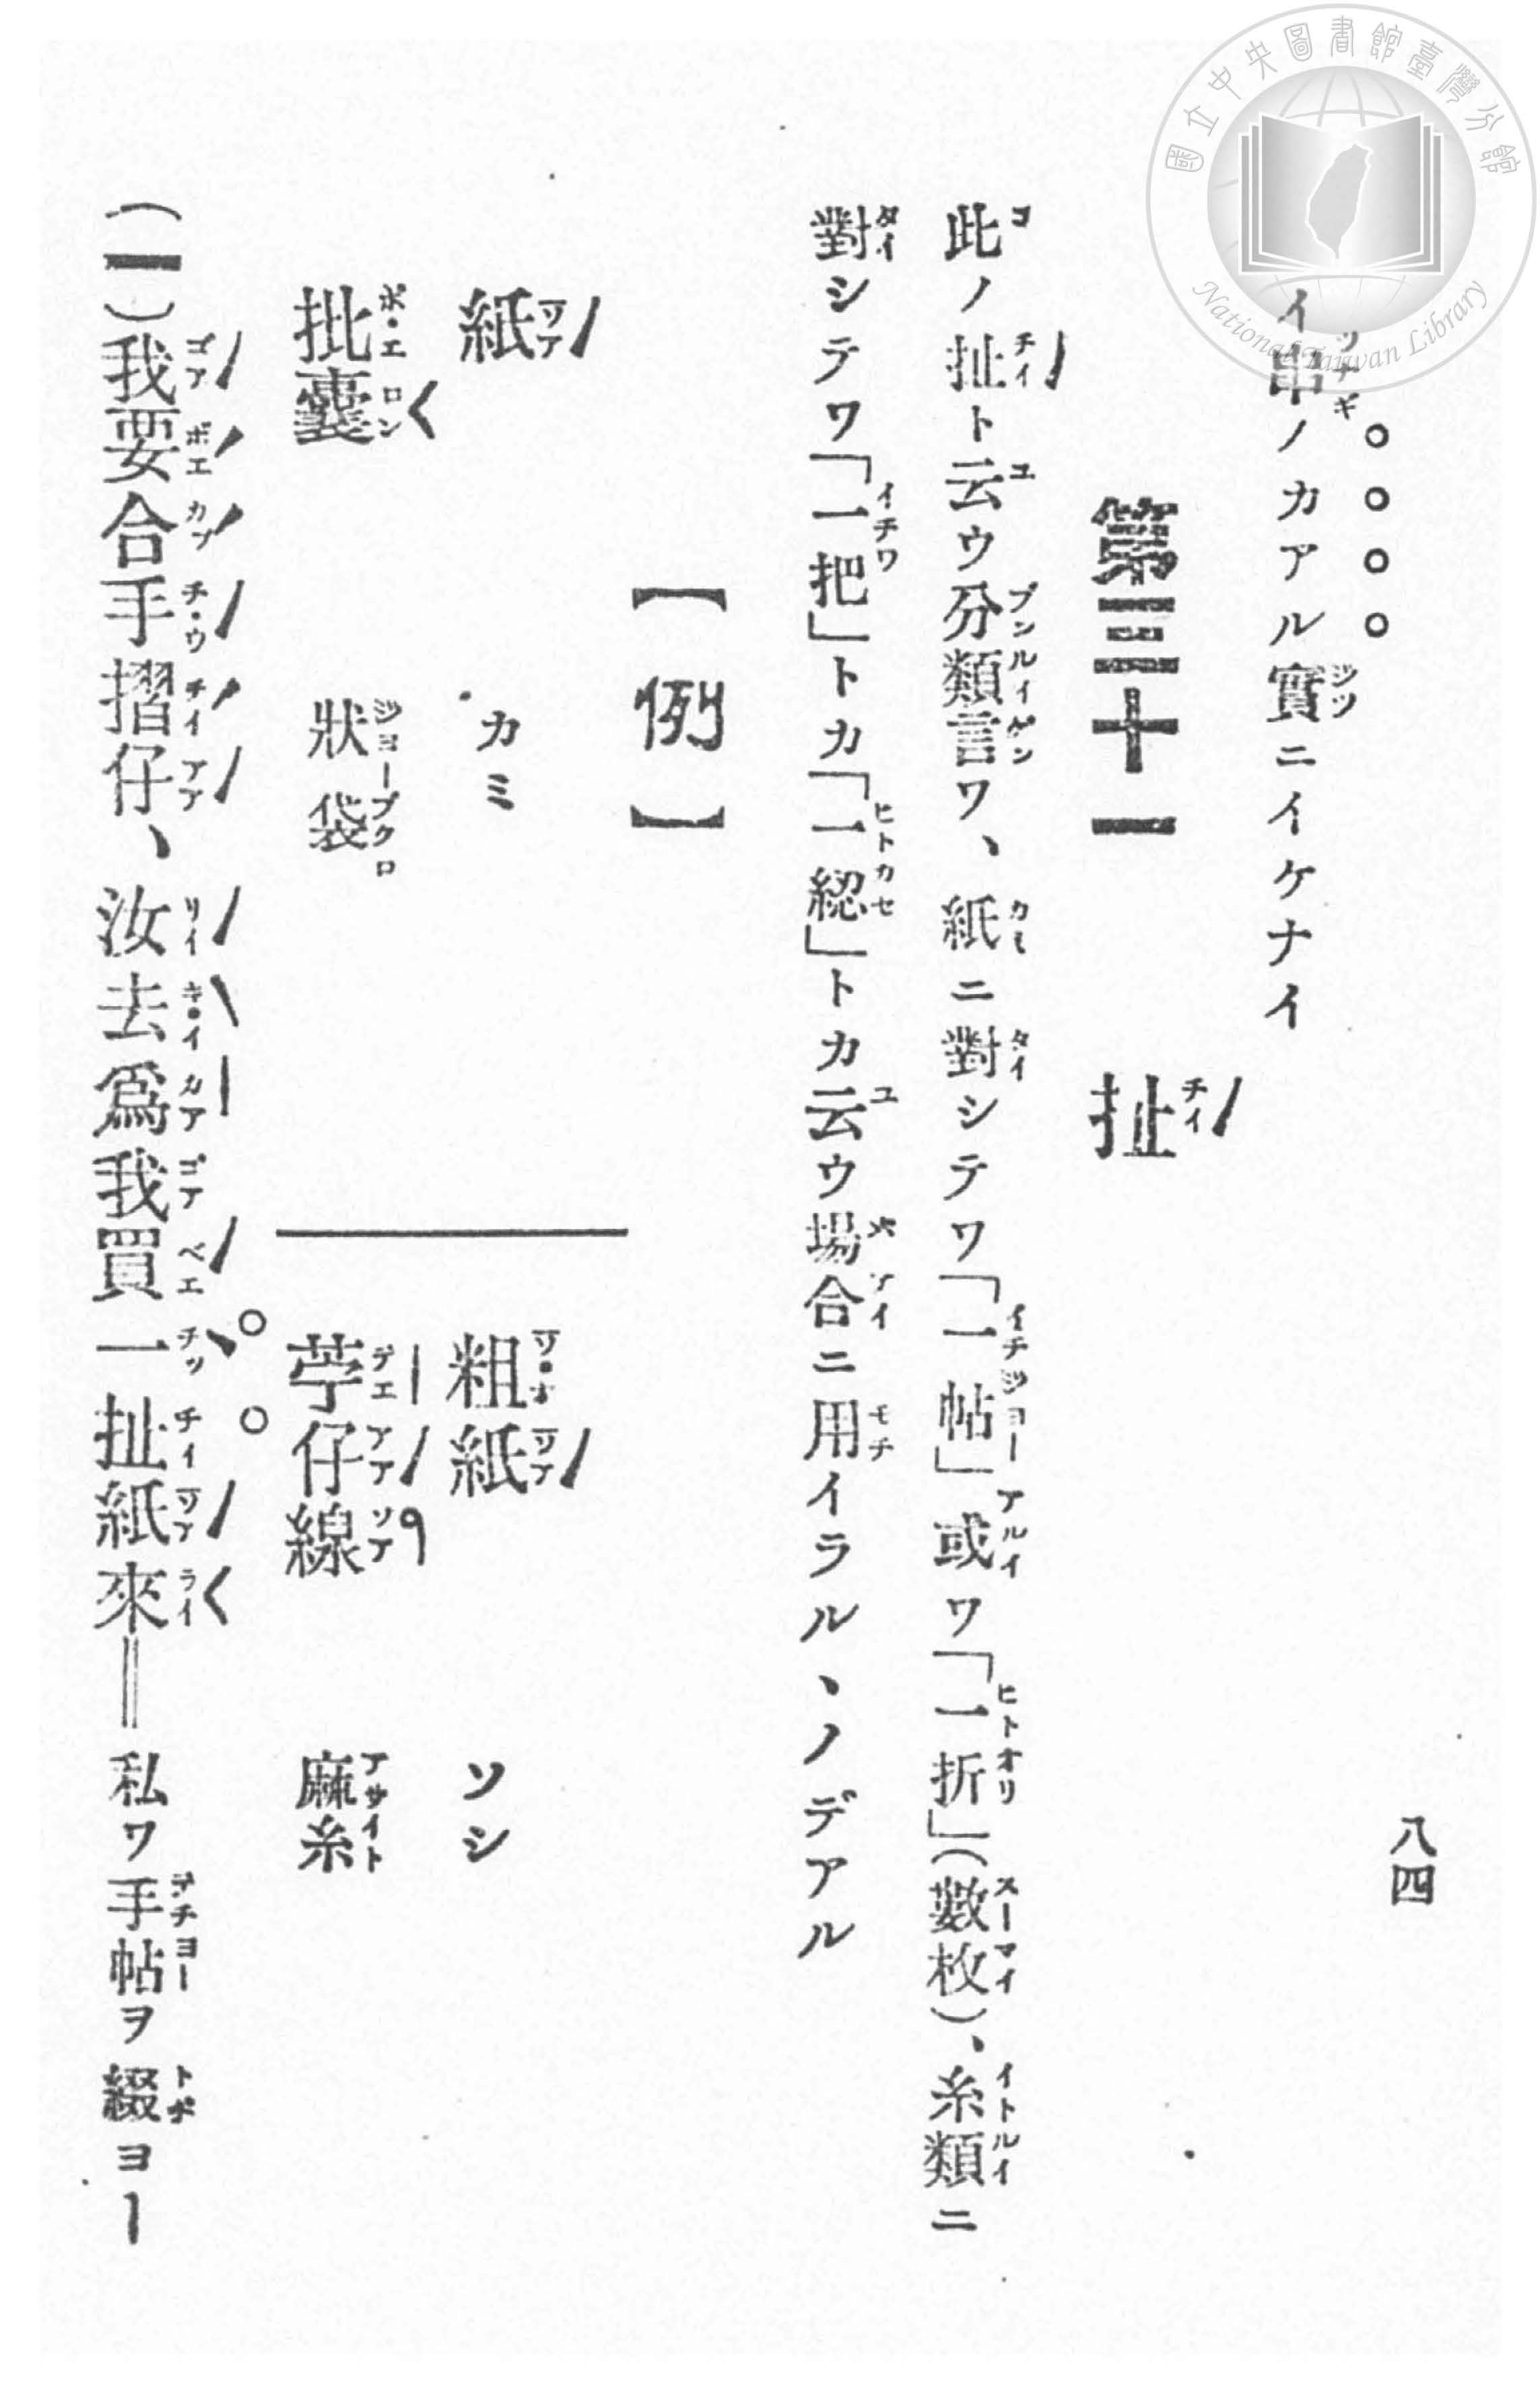 國立中央圖書館臺灣分館
National Taiwan Library
八四
イ串ノカアル實ニイケナイ
第三十一 扯
此ノ扯ト云ウ分類言ワ、紙ニ對シテワ「一帖」或ワ「一折」(數枚)、糸類ニ
對シテワ「一把」トカ「一綛」トカ云ウ場合ニ用イラル、ノデアル
【例】
紙 カミ
粗紙 ソシ
批囊 狀袋
苧仔線 麻糸
(一)我要合手摺仔、汝去爲我買一扯紙來＝私ワ手帖ヲ綴ヨー